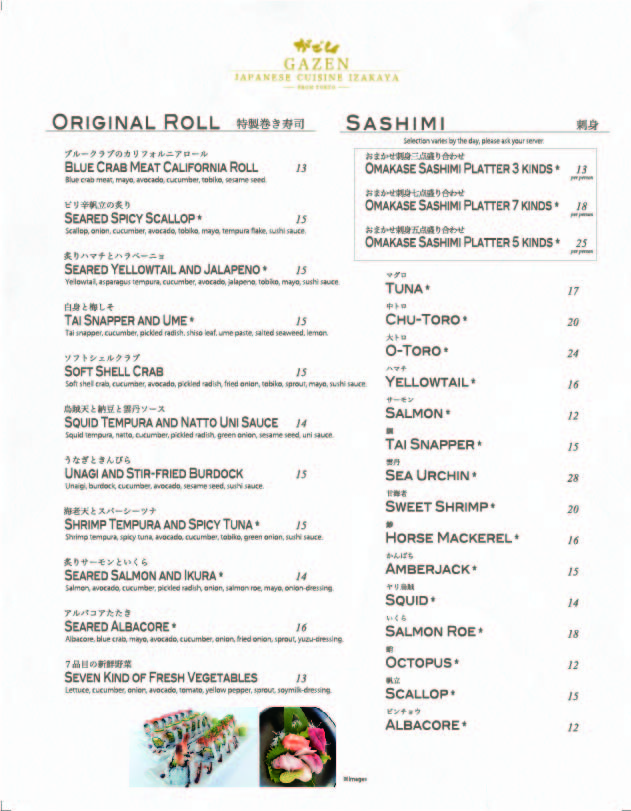 がぜん
GAZEN
JAPANESE CUISINE IZAKAYA
ORIGINAL ROLL 特製巻き寿司
ブルークラブのカリフォルニアロール
BLUE CRAB MEAT CALIFORNIA ROLL 13
Blue crab meat, mayo, avocado, cucumber, tobiko, sesame seed.
ピリ辛帆立の炙り
SEARED SPICY SCALLOP * 15
Scallop, onion, cucumber, avocado, tobiko, mayo, tempura flake, sushi sauce.
炙りハマチとハラペーニョ
SEARED YELLOWTAIL AND JALAPENO * 15
Yellowtail, asparagus tempura, cucumber, avocado, jalapeno, tobiko, mayo, sushi sauce.
白身と梅しそ
TAI SNAPPER AND UME * 15
Tai snapper, cucumber, pickled radish, shiso leaf, ume paste, salted seaweed, lemon.
ソフトシェルクラブ
SOFT SHELL CRAB 15
Soft shell crab, cucumber, avocado, pickled radish, fried onion, tobiko, sprout, mayo, sushi sauce.
烏賊天と納豆と雲丹ソース
SQUID TEMPURA AND NATTO UNI SAUCE 14
Squid tempura, natto, cucumber, pickled radish, green onion, sesame seed, uni sauce.
うなぎときんぴら
UNAGI AND STIR-FRIED BURDOCK 15
Unaigi, burdock, cucumber, avocado, sesame seed, sushi sauce.
海老天とスパーシーツナ
SHRIMP TEMPURA AND SPICY TUNA * 15
Shrimp tempura, spicy tuna, avocado, cucumber, tobiko, green onion, sushi sauce.
炙りサーモンといくら
SEARED SALMON AND IKURA * 14
Salmon, avocado, cucumber, pickled radish, onion, salmon roe, mayo, onion-dressing.
アルバコアたたき
SEARED ALBACORE * 16
Albacore, blue crab, mayo, avocado, cucumber, onion, fried onion, sprout, yuzu-dressing.
7品目の新鮮野菜
SEVEN KIND OF FRESH VEGETABLES 13
Lettuce, cucumber, onion, avocado, tomato, yellow pepper, sprout, soymilk-dressing.
SASHIMI 刺身
Selection varies by the day, please ask your server.
おまかせ刺身三点盛り合わせ
OMAKASE SASHIMI PLATTER 3 KINDS * 13
per person
おまかせ刺身七点盛り合わせ
OMAKASE SASHIMI PLATTER 7 KINDS * 18
per person
おまかせ刺身五点盛り合わせ
OMAKASE SASHIMI PLATTER 5 KINDS * 25
per person
マグロ
TUNA * 17
中トロ
CHU-TORO * 20
大トロ
O-TORO * 24
ハマチ
YELLOWTAIL * 16
サーモン
SALMON * 12
鯛
TAI SNAPPER * 15
雲丹
SEA URCHIN * 28
甘海老
SWEET SHRIMP * 20
鯵
HORSE MACKEREL * 16
かんぱち
AMBERJACK * 15
ヤリ烏賊
SQUID * 14
いくら
SALMON ROE * 18
蛸
OCTOPUS * 12
帆立
SCALLOP * 15
ビンチョウ
ALBACORE * 12
※images